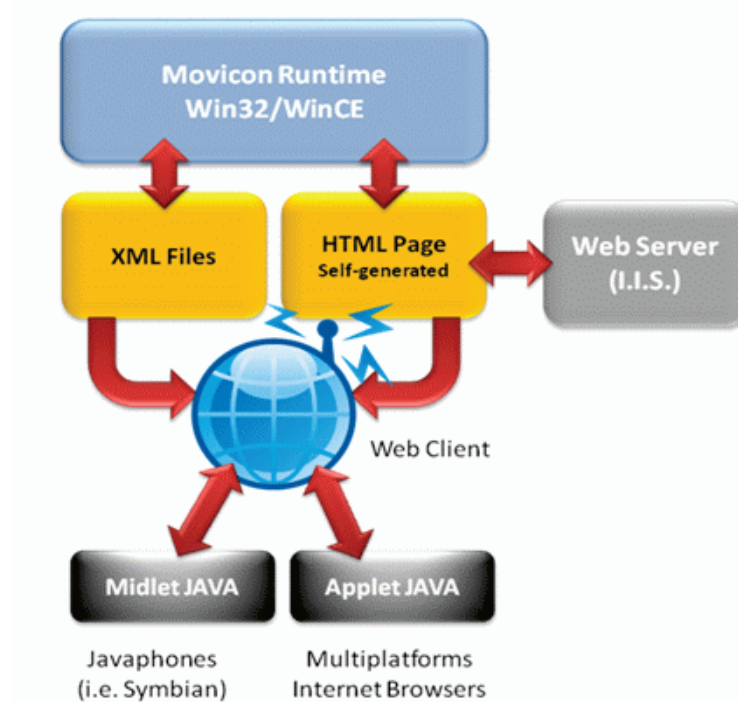 Movicon Runtime
Win32/WinCE
XML Files
HTML Page
Self-generated
Web Server
(I.I.S.)
Web Client
Midlet JAVA
Applet JAVA
Javaphones
(i.e. Symbian)
Multiplatforms
Internet Browsers